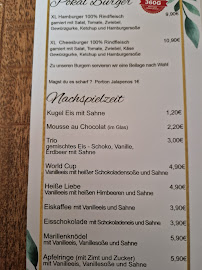 Pokal Burger
360G
XL Hamburger 100% Rindfleisch 9,90€
garniert mit Salat, Tomate, Zwiebel,
Gewürzgurke, Ketchup und Hamburgersoße
XL Cheeseburger 100% Rindfleisch 10,90€
garniert mit Salat, Tomate, Zwiebel, Käse
Gewürzgurke, Ketchup und Hamburgersoße
Zu unseren Burgern servieren wir eine Beilage nach Wahl!
Magst du es scharf? Portion Jalapenos 1€
Nachspielzeit
Kugel Eis mit Sahne 1,20€
Mousse au Chocolat (im Glas) 2,90€
Trio 3,90€
gemischtes Eis - Schoko, Vanille,
Erdbeer mit Sahne
World Cup 4,90€
Vanilleeis mit heißer Schokoladensoße und Sahne
Heiße Liebe 4,90€
Vanilleeis mit heißen Himbeeren und Sahne
Eiskaffee mit Vanilleeis und Sahne 4,90€
Eisschokolade mit Schokoladeneis und Sahne 4,90€
Marillenknödel 5,90€
mit Vanilleeis, Vanillesoße und Sahne
Apfelringe (mit Zimt und Zucker) 5,90€
mit Vanilleeis, Vanillesoße und Sahne